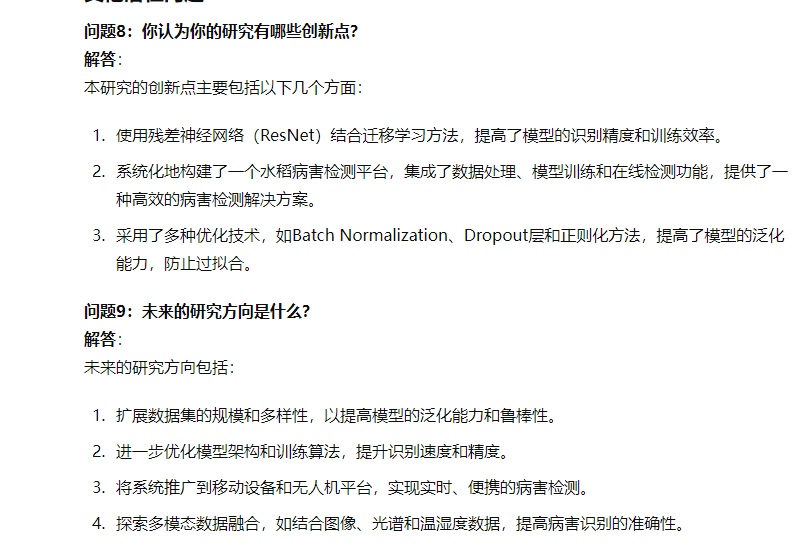 问题8：你认为你的研究有哪些创新点？
解答：
本研究的创新点主要包括以下几个方面：
1. 使用残差神经网络（ResNet）结合迁移学习方法，提高了模型的识别精度和训练效率。
2. 系统化地构建了一个水稻病害检测平台，集成了数据处理、模型训练和在线检测功能，提供了一
种高效的病害检测解决方案。
3. 采用了多种优化技术，如Batch Normalization、Dropout层和正则化方法，提高了模型的泛化
能力，防止过拟合。
问题9：未来的研究方向是什么？
解答：
未来的研究方向包括：
1. 扩展数据集的规模和多样性，以提高模型的泛化能力和鲁棒性。
2. 进一步优化模型架构和训练算法，提升识别速度和精度。
3. 将系统推广到移动设备和无人机平台，实现实时、便携的病害检测。
4. 探索多模态数据融合，如结合图像、光谱和温湿度数据，提高病害识别的准确性。